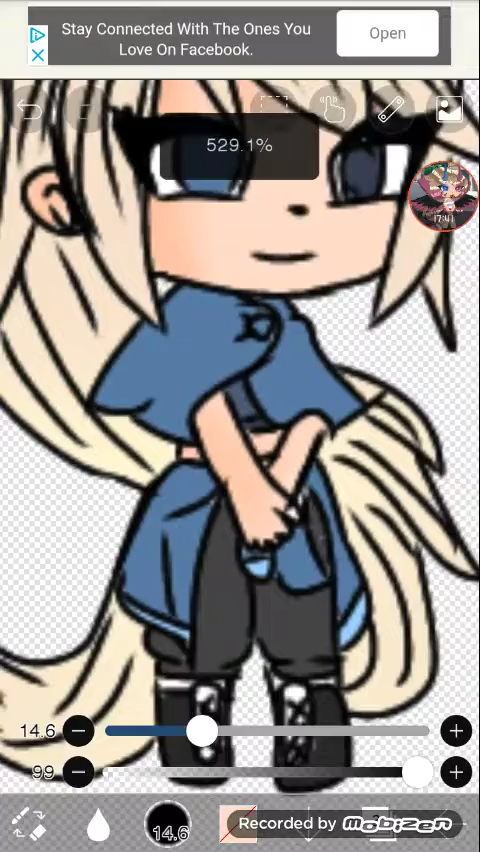 Stay Connected With The Ones You
Love On Facebook.
Open
529.1%
17:41
14.6
99
14.6
Recorded by MOBIZEN